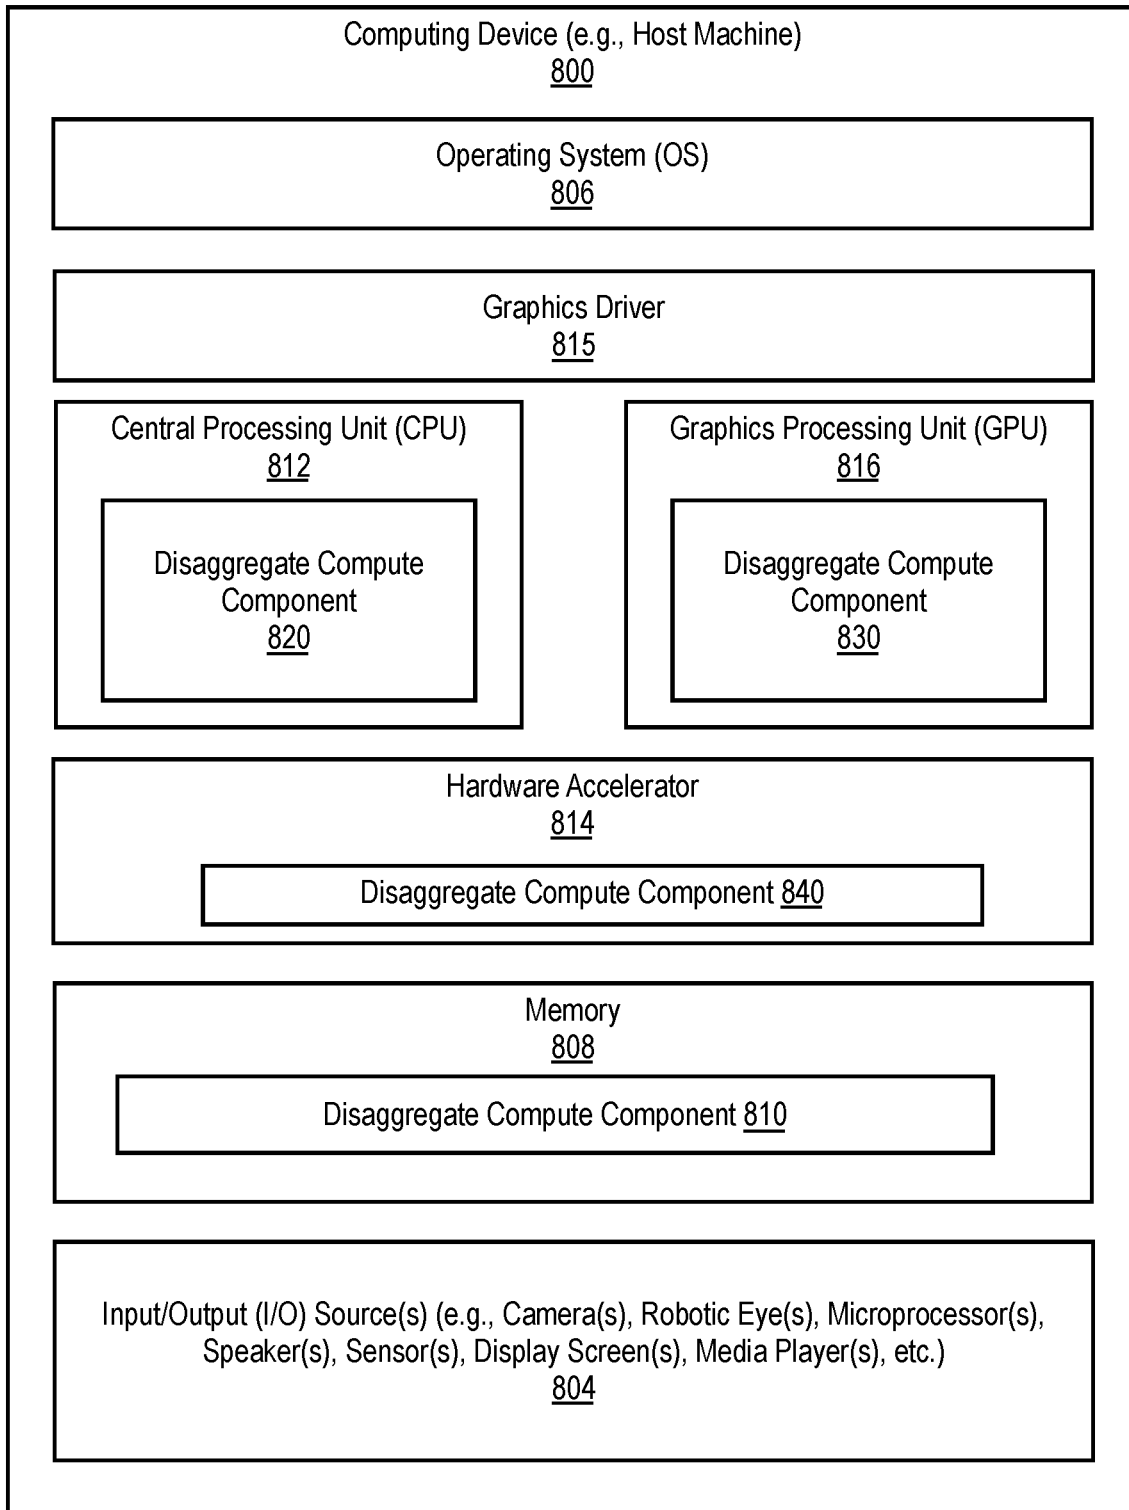 Computing Device (e.g., Host Machine)
800
Operating System (OS)
806
Graphics Driver
815
Central Processing Unit (CPU)
812
Disaggregate Compute
Component
820
Graphics Processing Unit (GPU)
816
Disaggregate Compute
Component
830
Hardware Accelerator
814
Disaggregate Compute Component 840
Memory
808
Disaggregate Compute Component 810
Input/Output (I/O) Source(s) (e.g., Camera(s), Robotic Eye(s), Microprocessor(s),
Speaker(s), Sensor(s), Display Screen(s), Media Player(s), etc.)
804